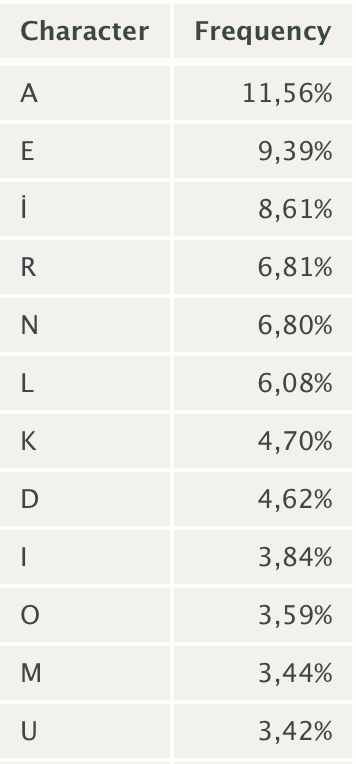 Character Frequency
A 11,56%
E 9,39%
İ 8,61%
R 6,81%
N 6,80%
L 6,08%
K 4,70%
D 4,62%
I 3,84%
O 3,59%
M 3,44%
U 3,42%